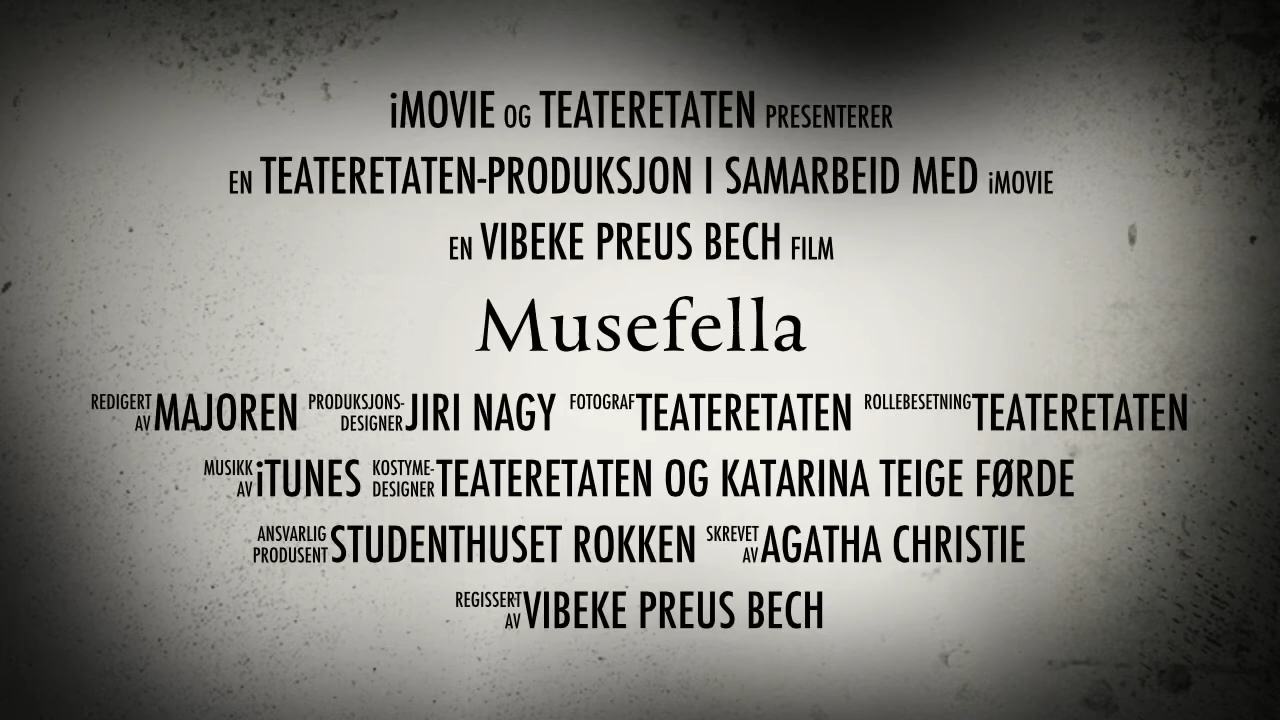 iMOVIE OG TEATERETATEN PRESENTERER
EN TEATERETATEN-PRODUKSJON I SAMARBEID MED iMOVIE
EN VIBEKE PREUS BECH FILM
Musefella
REDIGERT AV MAJOREN PRODUKSJONS-DESIGNER JIRI NAGY FOTOGRAF TEATERETATEN ROLLEBESETNING TEATERETATEN
MUSIKK AV iTUNES KOSTYME-DESIGNER TEATERETATEN OG KATARINA TEIGE FØRDE
ANSVARLIG PRODUSENT STUDENTHUSET ROKKEN SKREVET AV AGATHA CHRISTIE
REGISSERT AV VIBEKE PREUS BECH